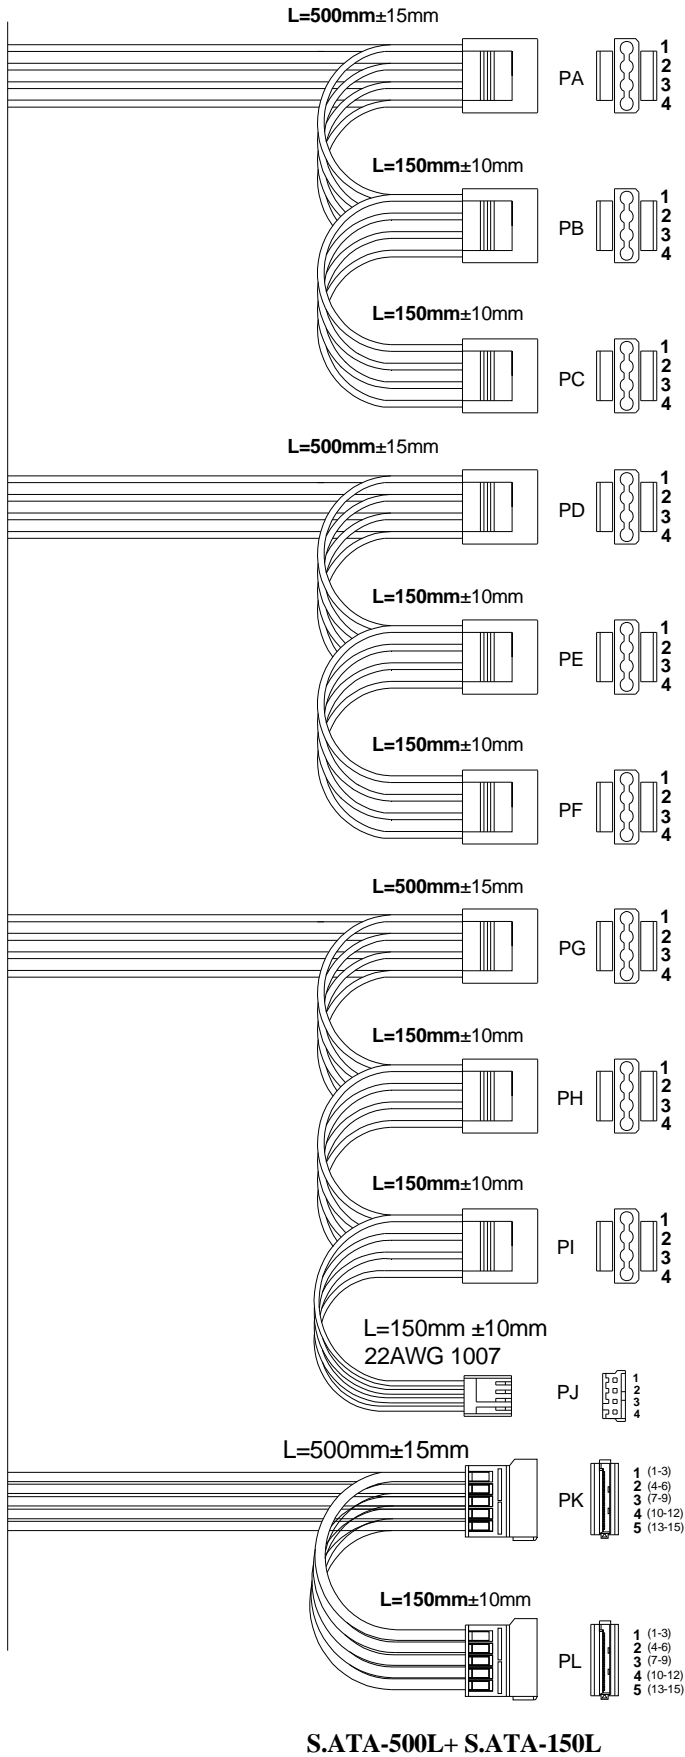 L=500mm±15mm
PA
1
2
3
4
L=150mm±10mm
PB
1
2
3
4
L=150mm±10mm
PC
1
2
3
4
L=500mm±15mm
PD
1
2
3
4
L=150mm±10mm
PE
1
2
3
4
L=150mm±10mm
PF
1
2
3
4
L=500mm±15mm
PG
1
2
3
4
L=150mm±10mm
PH
1
2
3
4
L=150mm±10mm
PI
1
2
3
4
L=150mm ±10mm
22AWG 1007
PJ
1
2
3
4
L=500mm±15mm
PK
1 (1-3)
2 (4-6)
3 (7-9)
4 (10-12)
5 (13-15)
L=150mm±10mm
PL
1 (1-3)
2 (4-6)
3 (7-9)
4 (10-12)
5 (13-15)
S.ATA-500L+ S.ATA-150L